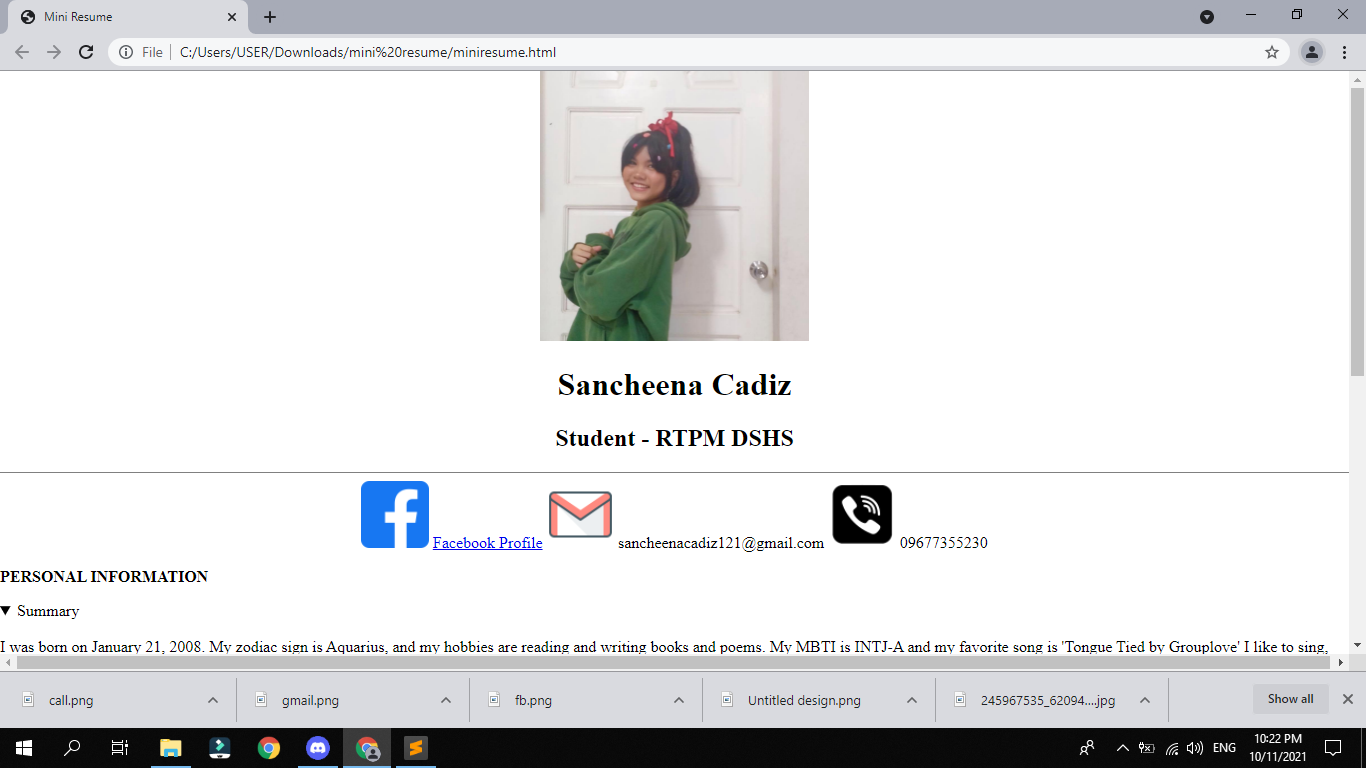 Mini Resume
File
C:/Users/USER/Downloads/mini%20resume/miniresume.html
Sancheena Cadiz
Student - RTPM DSHS
Facebook Profile
sancheenacadiz121@gmail.com
09677355230
PERSONAL INFORMATION
Summary
I was born on January 21, 2008. My zodiac sign is Aquarius, and my hobbies are reading and writing books and poems. My MBTI is INTJ-A and my favorite song is 'Tongue Tied by Grouplove' I like to sing,
call.png
gmail.png
fb.png
Untitled design.png
245967535_62094....jpg
Show all
ENG
10:22 PM
10/11/2021